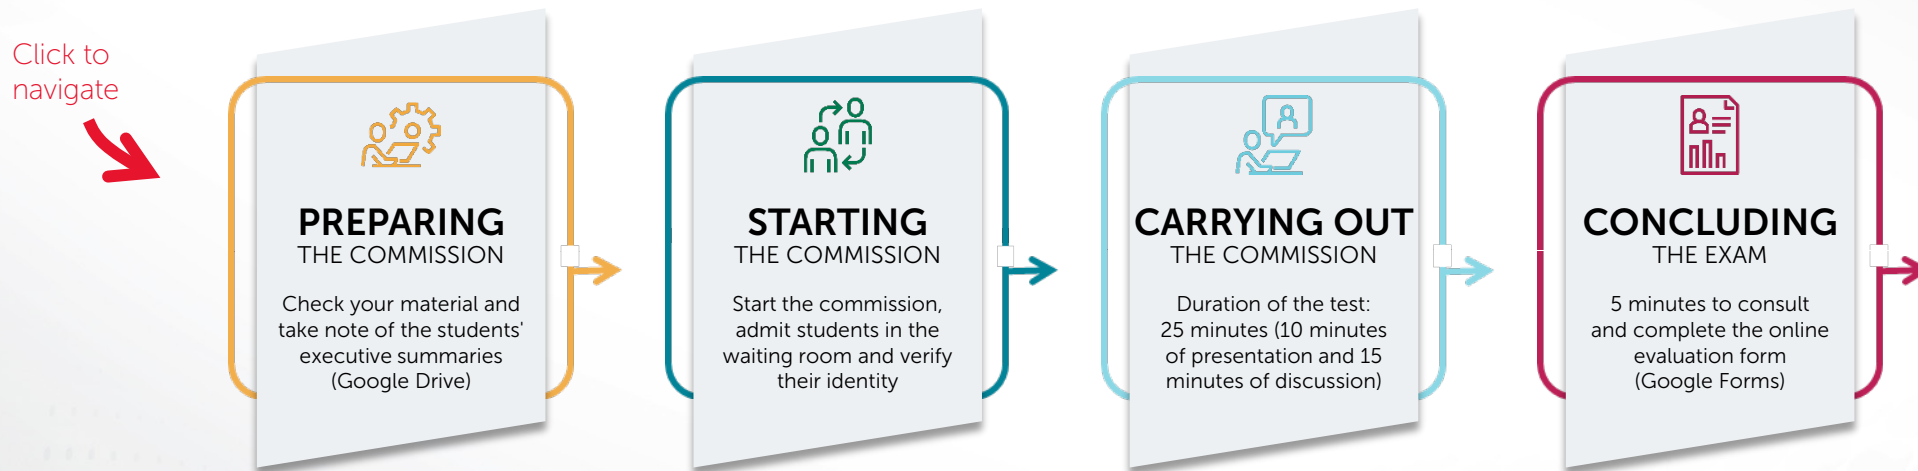 Click to
navigate
PREPARING
THE COMMISSION
Check your material and
take note of the students'
executive summaries
(Google Drive)
STARTING
THE COMMISSION
Start the commission,
admit students in the
waiting room and verify
their identity
CARRYING OUT
THE COMMISSION
Duration of the test:
25 minutes (10 minutes
of presentation and 15
minutes of discussion)
CONCLUDING
THE EXAM
5 minutes to consult
and complete the online
evaluation form
(Google Forms)